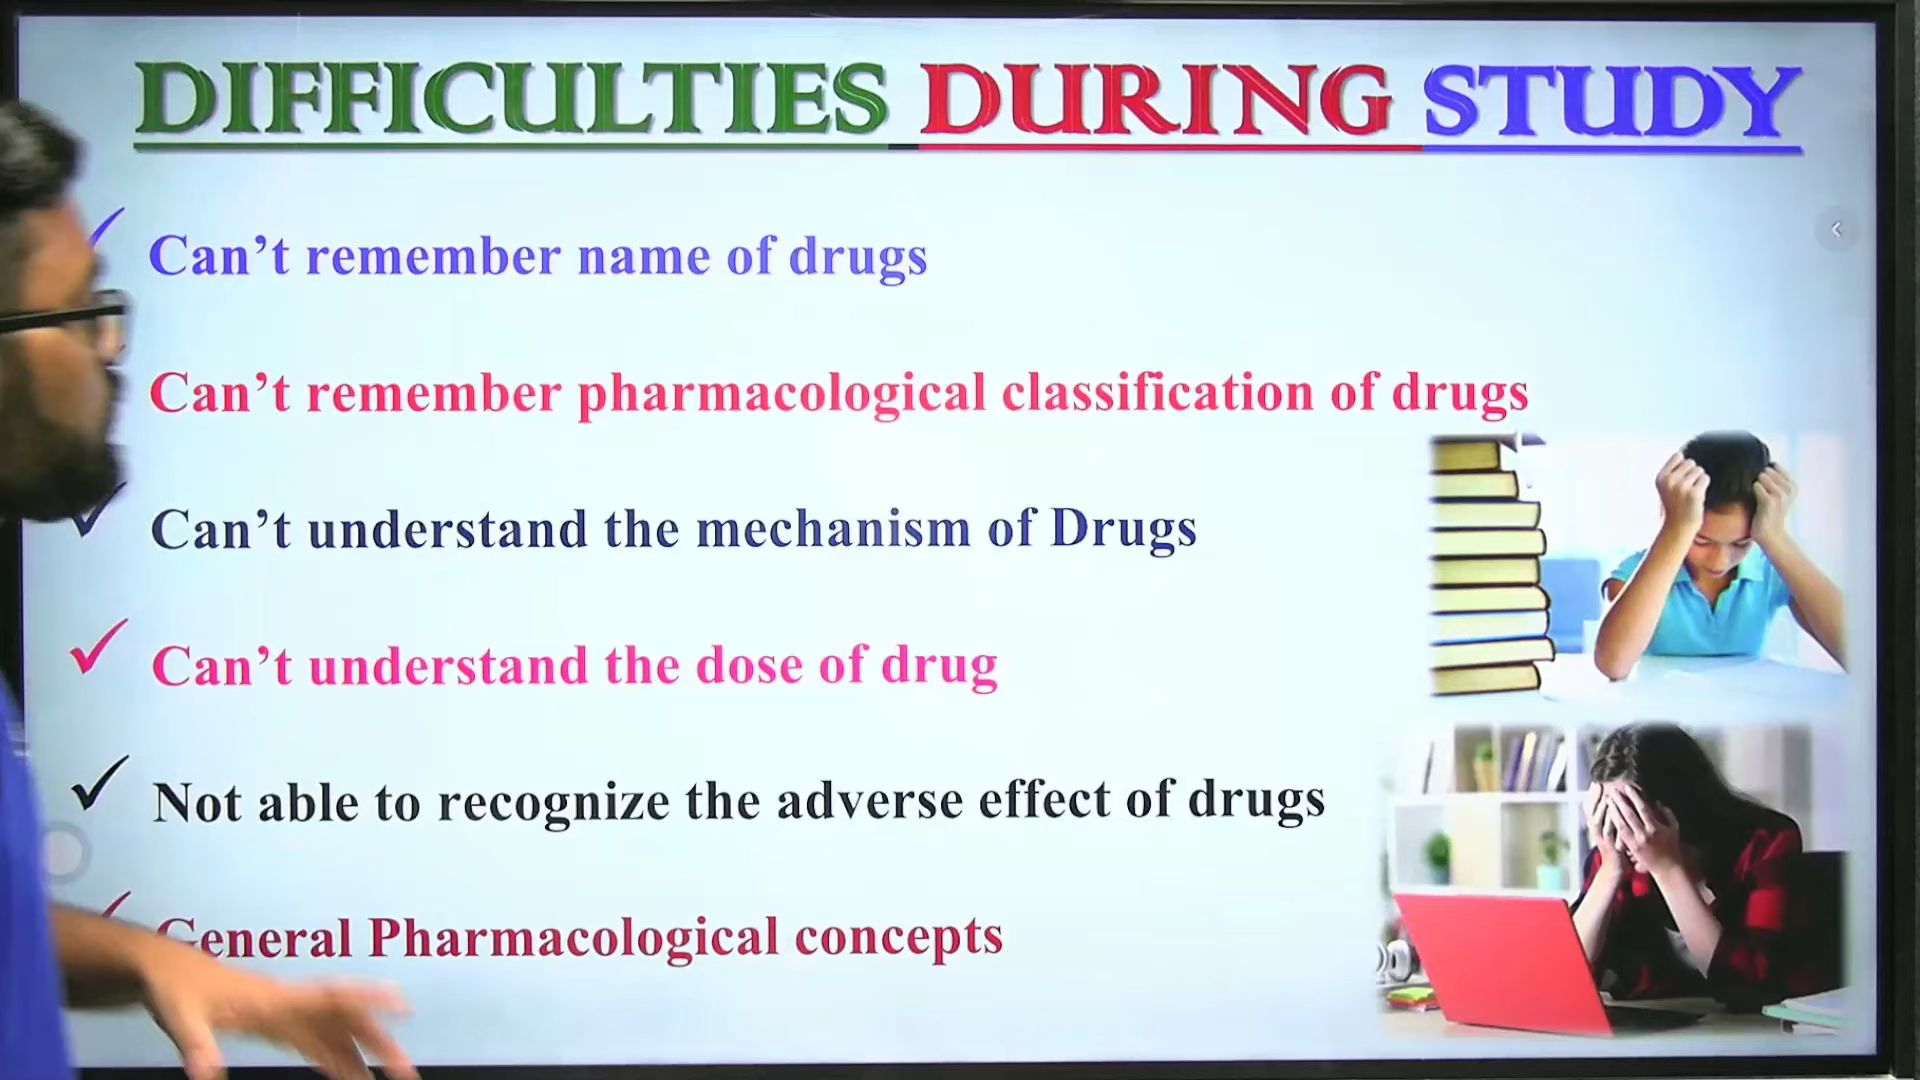 DIFFICULTIES DURING STUDY
Can’t remember name of drugs
Can’t remember pharmacological classification of drugs
Can’t understand the mechanism of Drugs
Can’t understand the dose of drug
Not able to recognize the adverse effect of drugs
General Pharmacological concepts